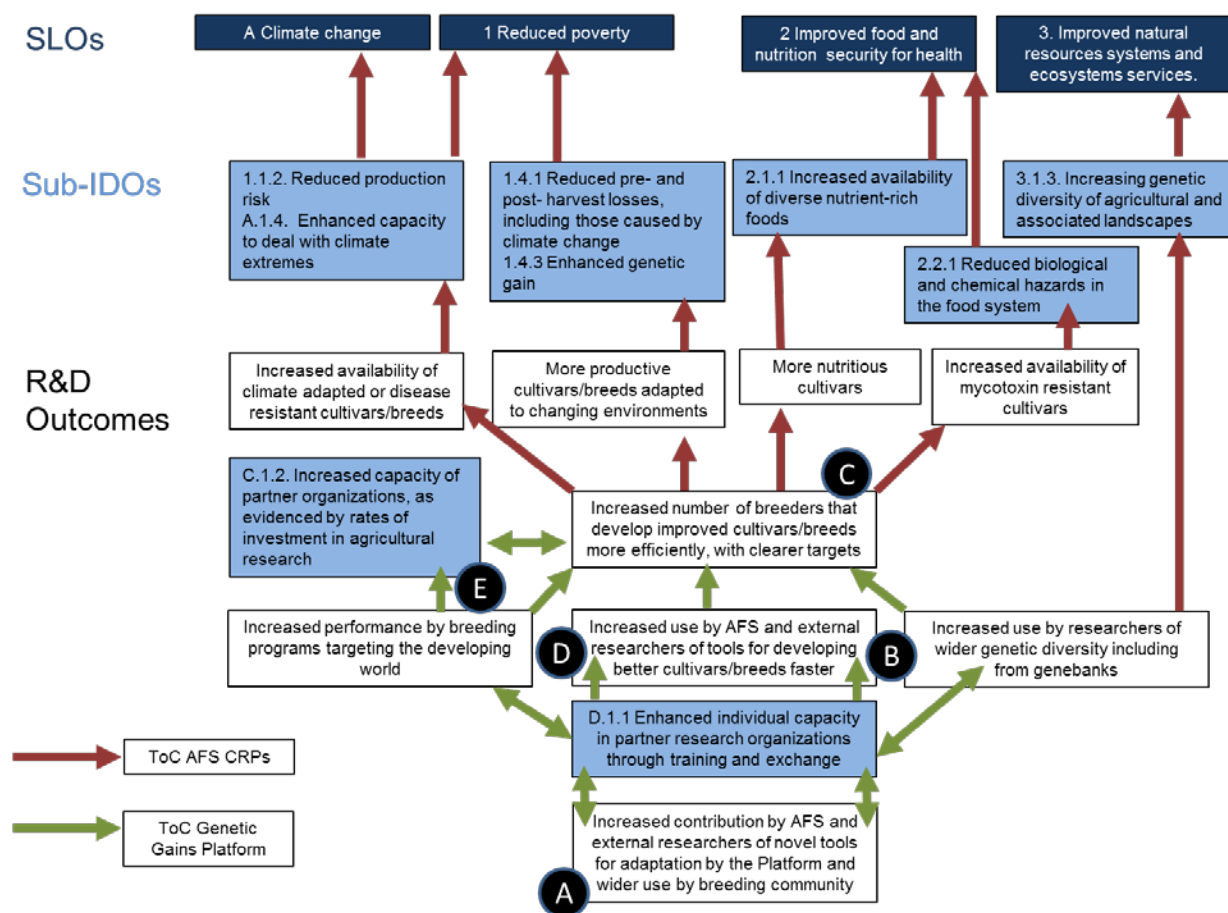 SLOs
A Climate change
1 Reduced poverty
2 Improved food and
nutrition security for health
3. Improved natural
resources systems and
ecosystems services.
Sub-IDOs
1.1.2. Reduced production
risk
A.1.4. Enhanced capacity
to deal with climate
extremes
1.4.1 Reduced pre- and
post- harvest losses,
including those caused by
climate change
1.4.3 Enhanced genetic
gain
2.1.1 Increased availability
of diverse nutrient-rich
foods
3.1.3. Increasing genetic
diversity of agricultural and
associated landscapes
2.2.1 Reduced biological
and chemical hazards in
the food system
R&D
Outcomes
Increased availability of
climate adapted or disease
resistant cultivars/breeds
More productive
cultivars/breeds adapted
to changing environments
More nutritious
cultivars
Increased availability of
mycotoxin resistant
cultivars
C.1.2. Increased capacity of
partner organizations, as
evidenced by rates of
investment in agricultural
research
C
Increased number of breeders that
develop improved cultivars/breeds
more efficiently, with clearer targets
E
Increased performance by breeding
programs targeting the developing
world
D
Increased use by AFS and external
researchers of tools for developing
better cultivars/breeds faster
B
Increased use by researchers of
wider genetic diversity including
from genebanks
D.1.1 Enhanced individual capacity
in partner research organizations
through training and exchange
ToC AFS CRPs
ToC Genetic
Gains Platform
Increased contribution by AFS and
external researchers of novel tools
for adaptation by the Platform and
wider use by breeding community
A